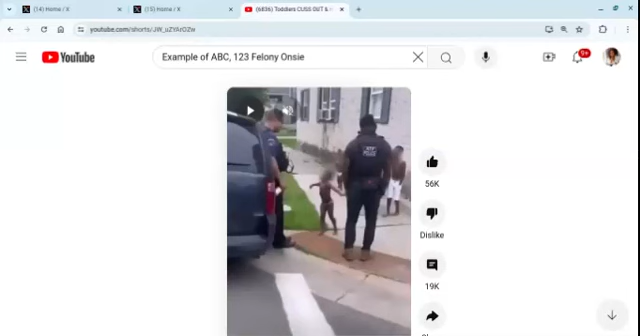 (14) Home / X
(15) Home / X
(6836) Toddlers CUSS OUT &
youtube.com/shorts/JW_uZYArOZw
YouTube
Example of ABC, 123 Felony Onsie
9+
POLICE
56K
Dislike
19K